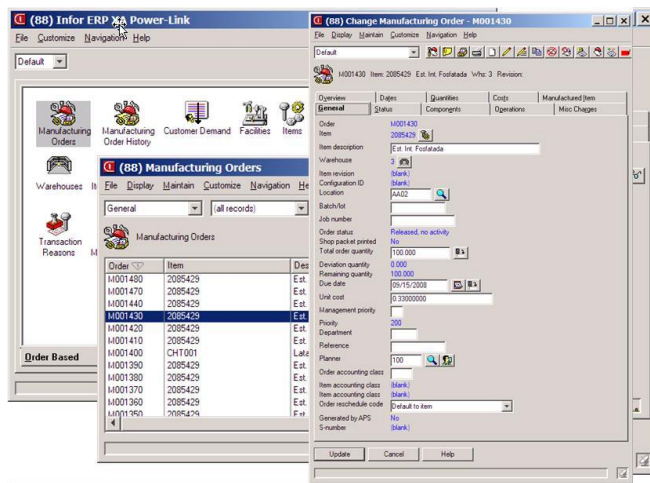 (88) Infor ERP XA Power-Link
File Customize Navigation Help
Default
Manufacturing Orders
Manufacturing Order History
Customer Demand
Facilities
Items
Warehouses
Transaction Reasons
Order Based
(88) Manufacturing Orders
File Display Maintain Customize Navigation
General (all records)
Manufacturing Orders
Order Item
M001480 2085429 Est.
M001470 2085429 Est.
M001440 2085429 Est.
M001430 2085429 Est.
M001420 2085429 Est.
M001410 2085429 Est.
M001400 CHT001 Lata
M001390 2085429 Est.
M001380 2085429 Est.
M001370 2085429 Est.
M001360 2085429 Est.
M001350 2085429 Est.
(88) Change Manufacturing Order - M001430
File Display Maintain Customize Navigation Help
Default
M001430 Item: 2085429 Est. Int. Fosfatada Whs: 3 Revision:
Overview Dates Quantities Costs Manufactured Item
General Status Components Operations Misc Charges
Order M001430
Item 2085429
Item description Est. Int. Fosfatada
Warehouse 3
Item revision (blank)
Configuration ID (blank)
Location AA02
Batch/lot
Job number
Order status Released, no activity
Shop packet printed No
Total order quantity 100.000
Deviation quantity 0.000
Remaining quantity 100.000
Due date 09/15/2008
Unit cost 0.33000000
Management priority
Priority 200
Department
Reference
Planner 100
Order accounting class
Item accounting class (blank)
Item accounting class (blank)
Order reschedule code Default to item
Generated by APS No
S-number (blank)
Update Cancel Help